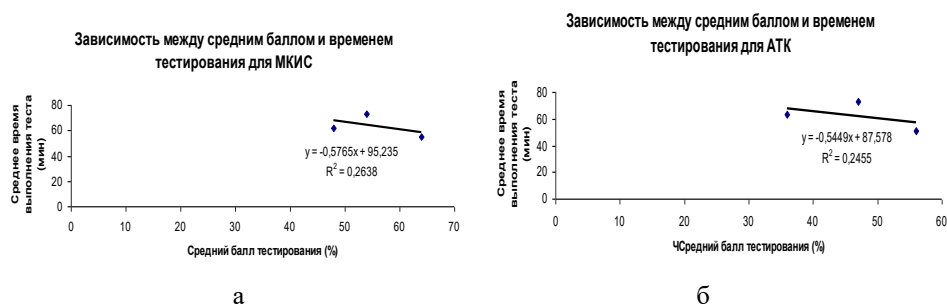 Зависимость между средним баллом и временем
тестирования для МКИС
Среднее время
выполнения теста
(мин)
80
60
40
20
0
y = -0,5765x + 95,235
R² = 0,2638
0 10 20 30 40 50 60 70
Средний балл тестирования (%)
а
Зависимость между средним баллом и временем
тестирования для АТК
Среднее время
выполнения теста
(мин)
80
60
40
20
0
y = -0,5449x + 87,578
R² = 0,2455
0 10 20 30 40 50 60
ЧСредний балл тестирования (%)
б